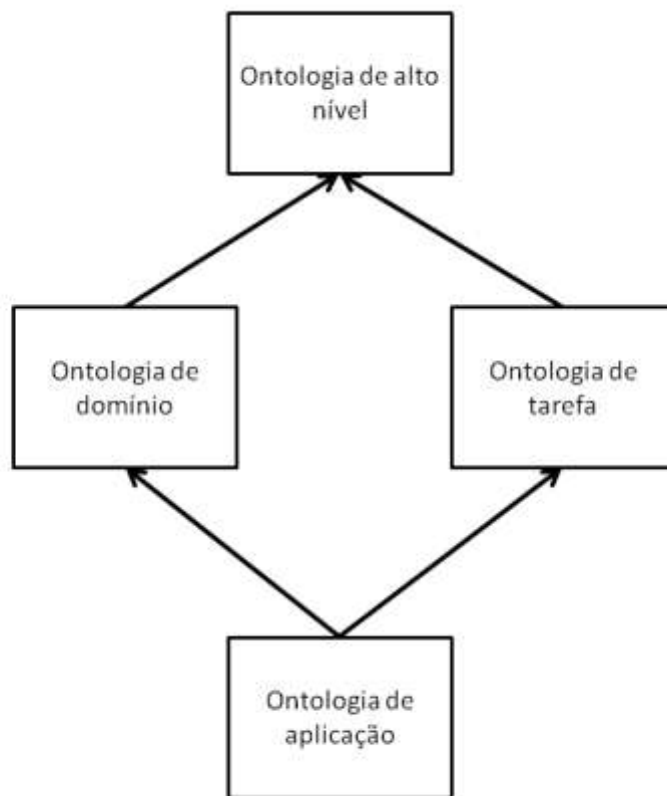 Ontologia de alto
nível
Ontologia de
domínio
Ontologia de
tarefa
Ontologia de
aplicação